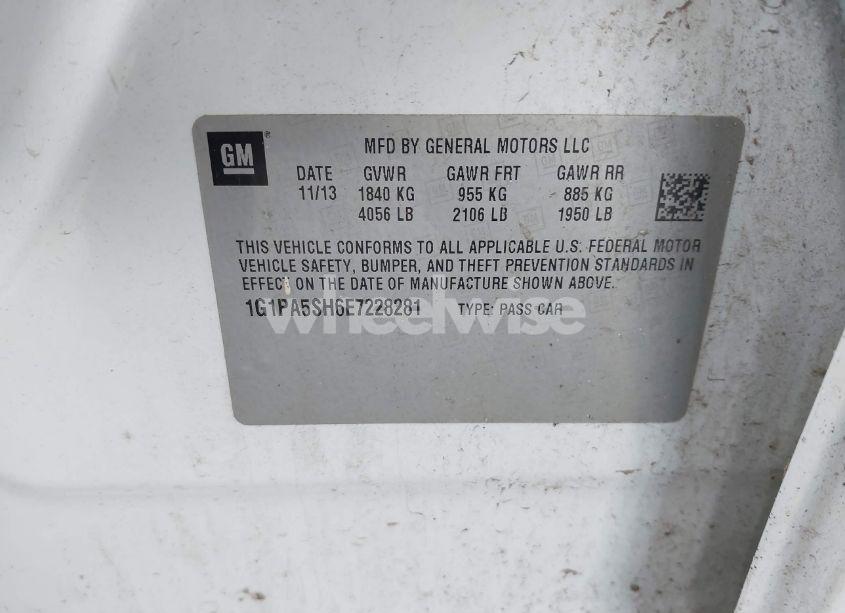 GM
MFD BY GENERAL MOTORS LLC
DATE GVWR GAWR FRT GAWR RR
11/13 1840 KG 955 KG 885 KG
4056 LB 2106 LB 1950 LB
THIS VEHICLE CONFORMS TO ALL APPLICABLE U.S. FEDERAL MOTOR
VEHICLE SAFETY, BUMPER, AND THEFT PREVENTION STANDARDS IN
EFFECT ON THE DATE OF MANUFACTURE SHOWN ABOVE.
1G1PA5SH6E7228281 TYPE: PASS CAR
wheelwise